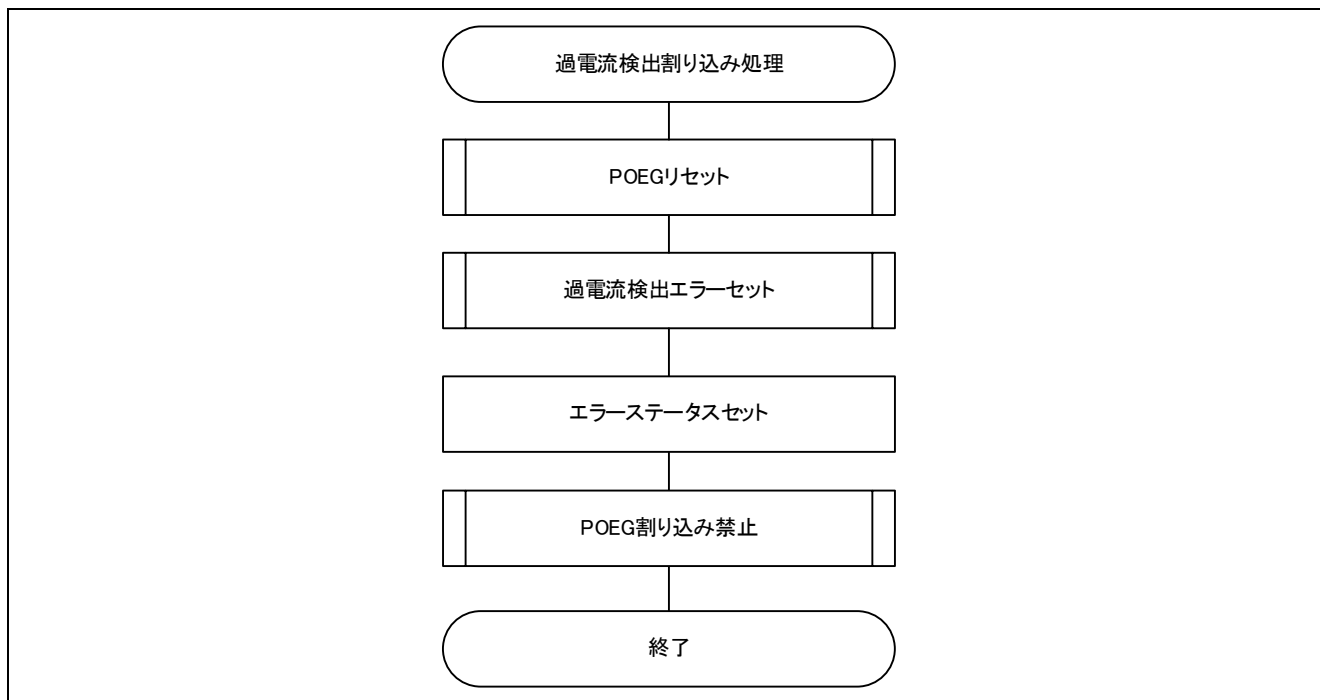 過電流検出割り込み処理
POEGリセット
過電流検出エラーセット
エラーステータスセット
POEG割り込み禁止
終了